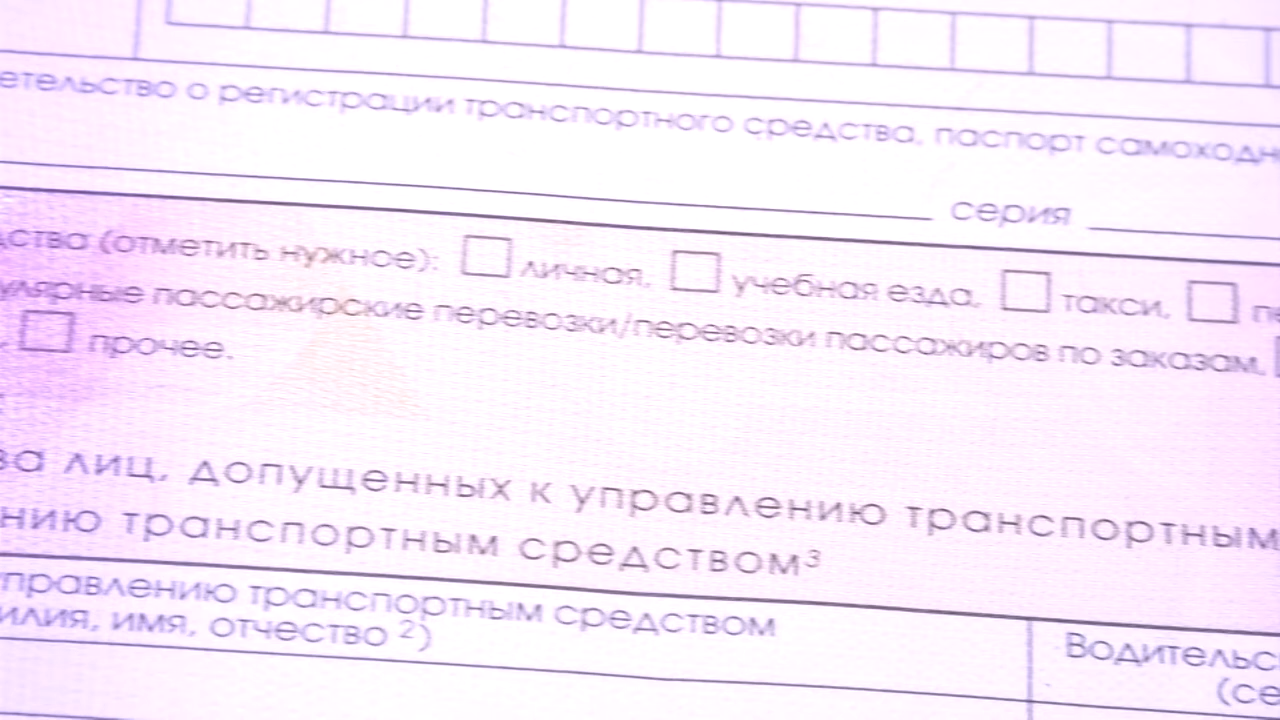 етельство о регистрации транспортного средства, паспорт самоходн
серия
дства (отметить нужное): личная, учебная езда, такси, пе
улярные пассажирские перевозки/перевозки пассажиров по заказам,
прочее.
ва лиц, допущенных к управлению транспортным
нию транспортным средством³
управлению транспортным средством
илия, имя, отчество ²)
Водительс
(се